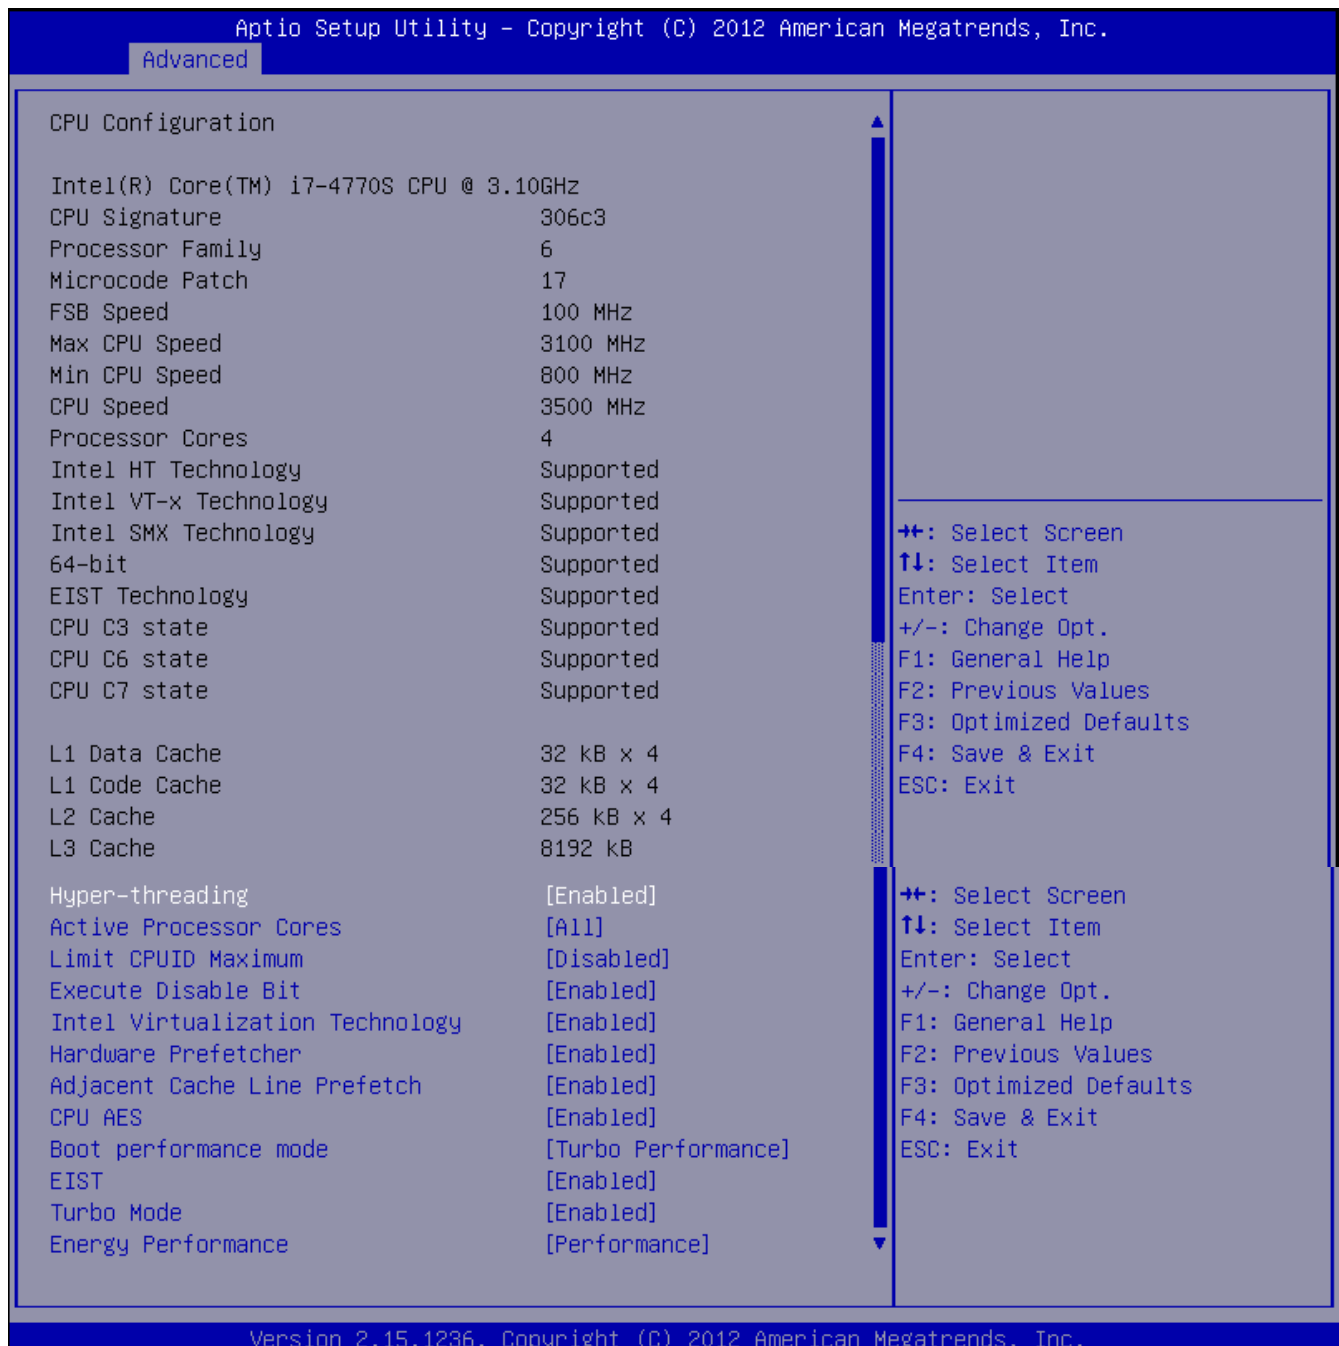 Aptio Setup Utility – Copyright (C) 2012 American Megatrends, Inc.
Advanced
CPU Configuration
Intel(R) Core(TM) i7-4770S CPU @ 3.10GHz
CPU Signature 306c3
Processor Family 6
Microcode Patch 17
FSB Speed 100 MHz
Max CPU Speed 3100 MHz
Min CPU Speed 800 MHz
CPU Speed 3500 MHz
Processor Cores 4
Intel HT Technology Supported
Intel VT-x Technology Supported
Intel SMX Technology Supported
64-bit Supported
EIST Technology Supported
CPU C3 state Supported
CPU C6 state Supported
CPU C7 state Supported
L1 Data Cache 32 kB x 4
L1 Code Cache 32 kB x 4
L2 Cache 256 kB x 4
L3 Cache 8192 kB
Hyper-threading [Enabled]
Active Processor Cores [All]
Limit CPUID Maximum [Disabled]
Execute Disable Bit [Enabled]
Intel Virtualization Technology [Enabled]
Hardware Prefetcher [Enabled]
Adjacent Cache Line Prefetch [Enabled]
CPU AES [Enabled]
Boot performance mode [Turbo Performance]
EIST [Enabled]
Turbo Mode [Enabled]
Energy Performance [Performance]
→←: Select Screen
↑↓: Select Item
Enter: Select
+/-: Change Opt.
F1: General Help
F2: Previous Values
F3: Optimized Defaults
F4: Save & Exit
ESC: Exit
→←: Select Screen
↑↓: Select Item
Enter: Select
+/-: Change Opt.
F1: General Help
F2: Previous Values
F3: Optimized Defaults
F4: Save & Exit
ESC: Exit
Version 2.15.1236. Copyright (C) 2012 American Megatrends, Inc.